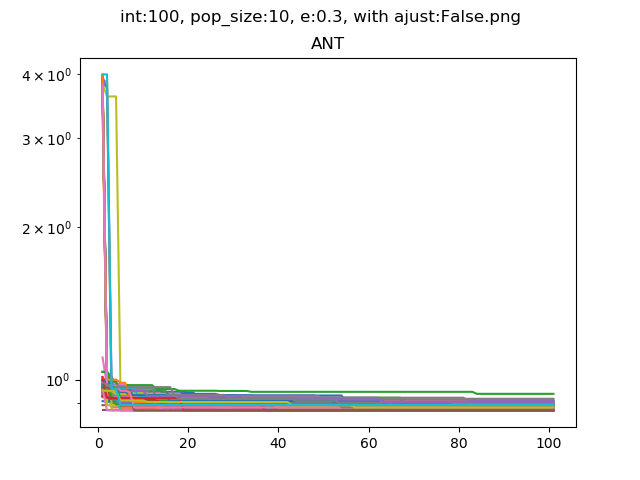 int:100, pop_size:10, e:0.3, with ajust:False.png
ANT
4 × 10⁰
3 × 10⁰
2 × 10⁰
10⁰
0 20 40 60 80 100